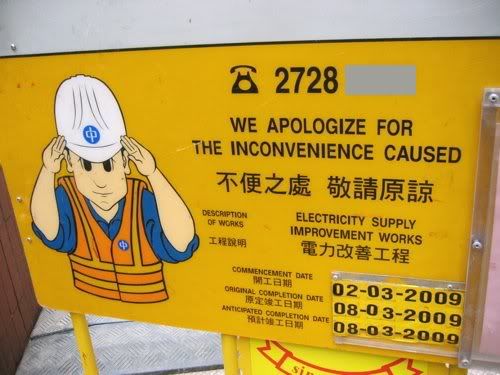 2728
WE APOLOGIZE FOR
THE INCONVENIENCE CAUSED
不便之處 敬請原諒
DESCRIPTION
OF WORKS
工程說明
ELECTRICITY SUPPLY
IMPROVEMENT WORKS
電力改善工程
COMMENCEMENT DATE
開工日期
02-03-2009
ORIGINAL COMPLETION DATE
原定竣工日期
08-03-2009
ANTICIPATED COMPLETION DATE
預計竣工日期
08-03-2009